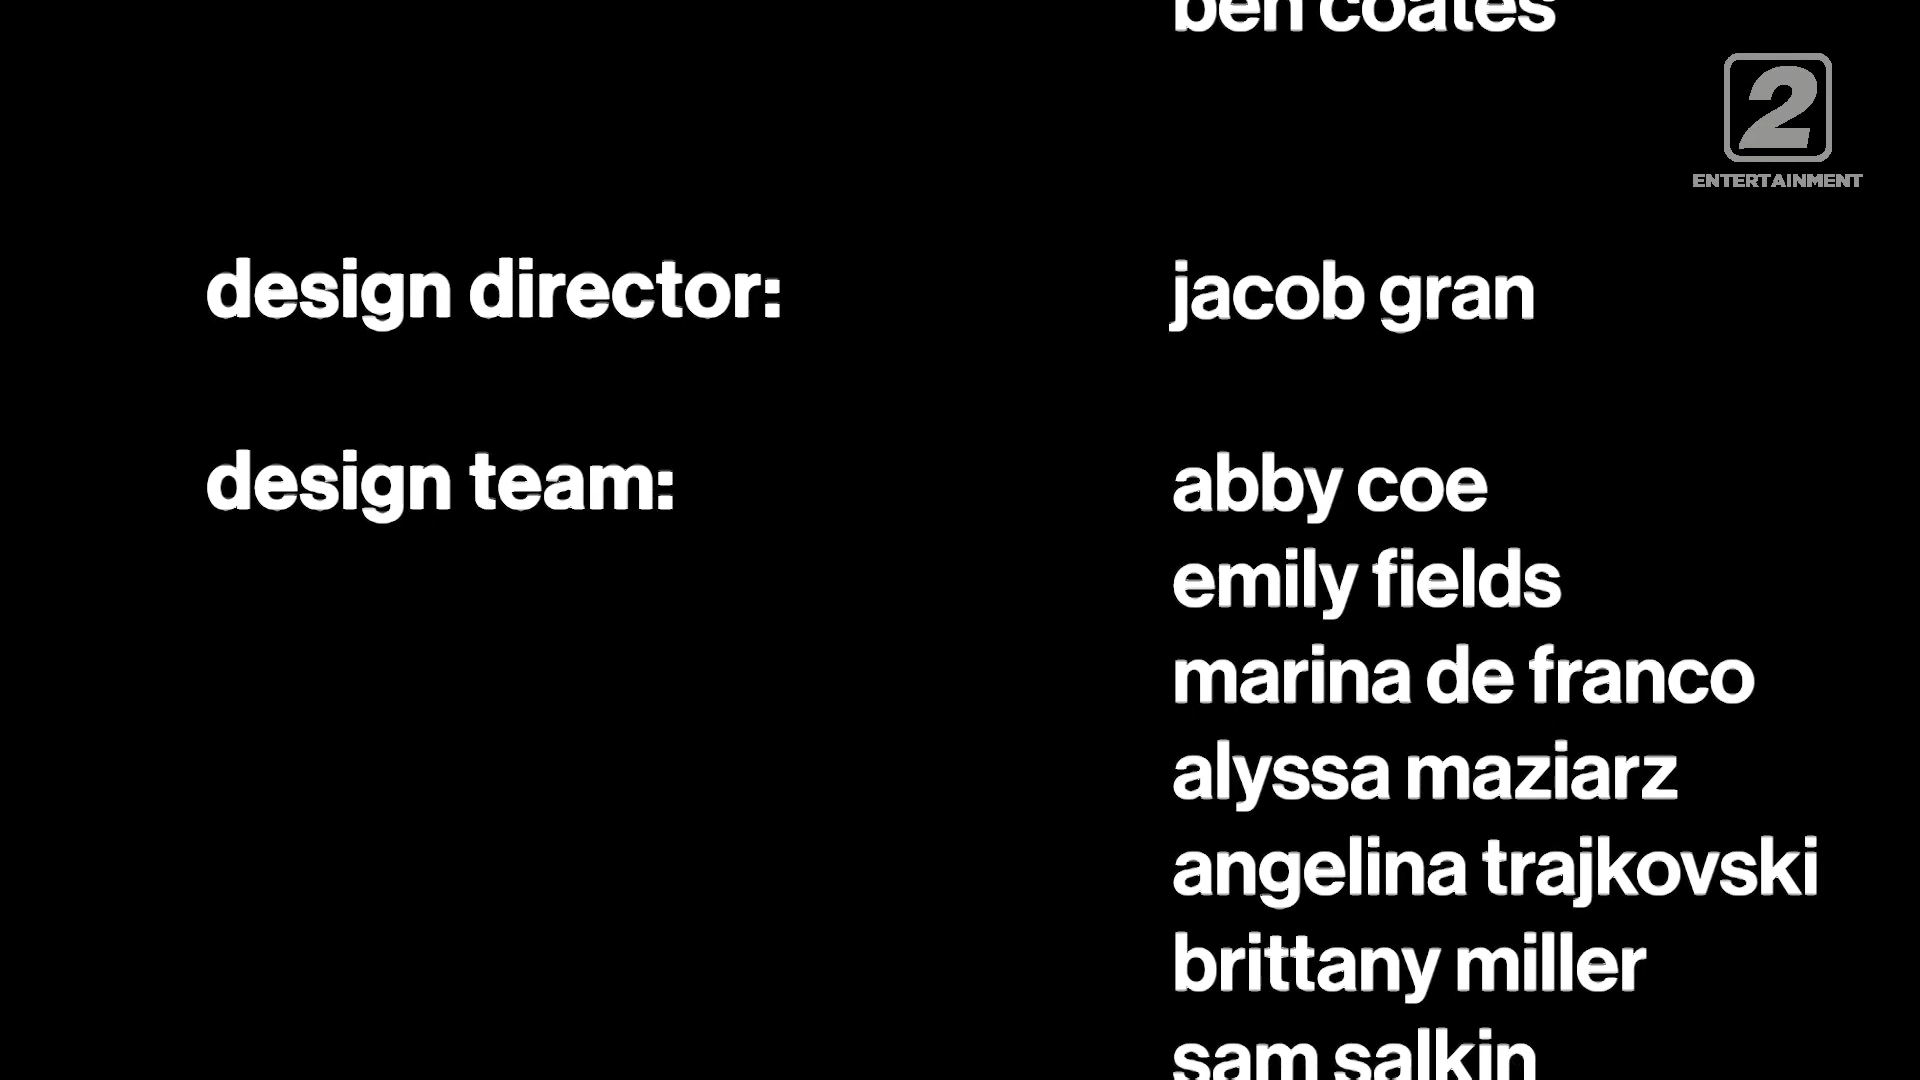 ben coates
2
ENTERTAINMENT
design director: jacob gran
design team: abby coe
emily fields
marina de franco
alyssa maziarz
angelina trajkovski
brittany miller
sam salkin